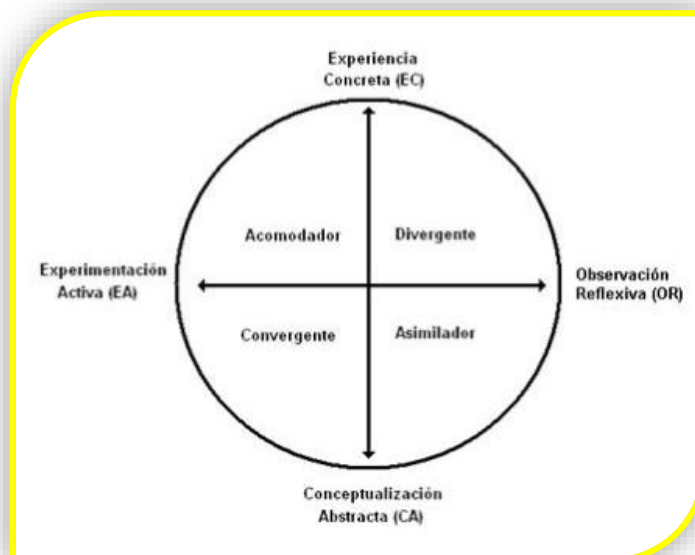 Experiencia
Concreta (EC)
Acomodador
Divergente
Experimentación
Activa (EA)
Observación
Reflexiva (OR)
Convergente
Asimilador
Conceptualización
Abstracta (CA)